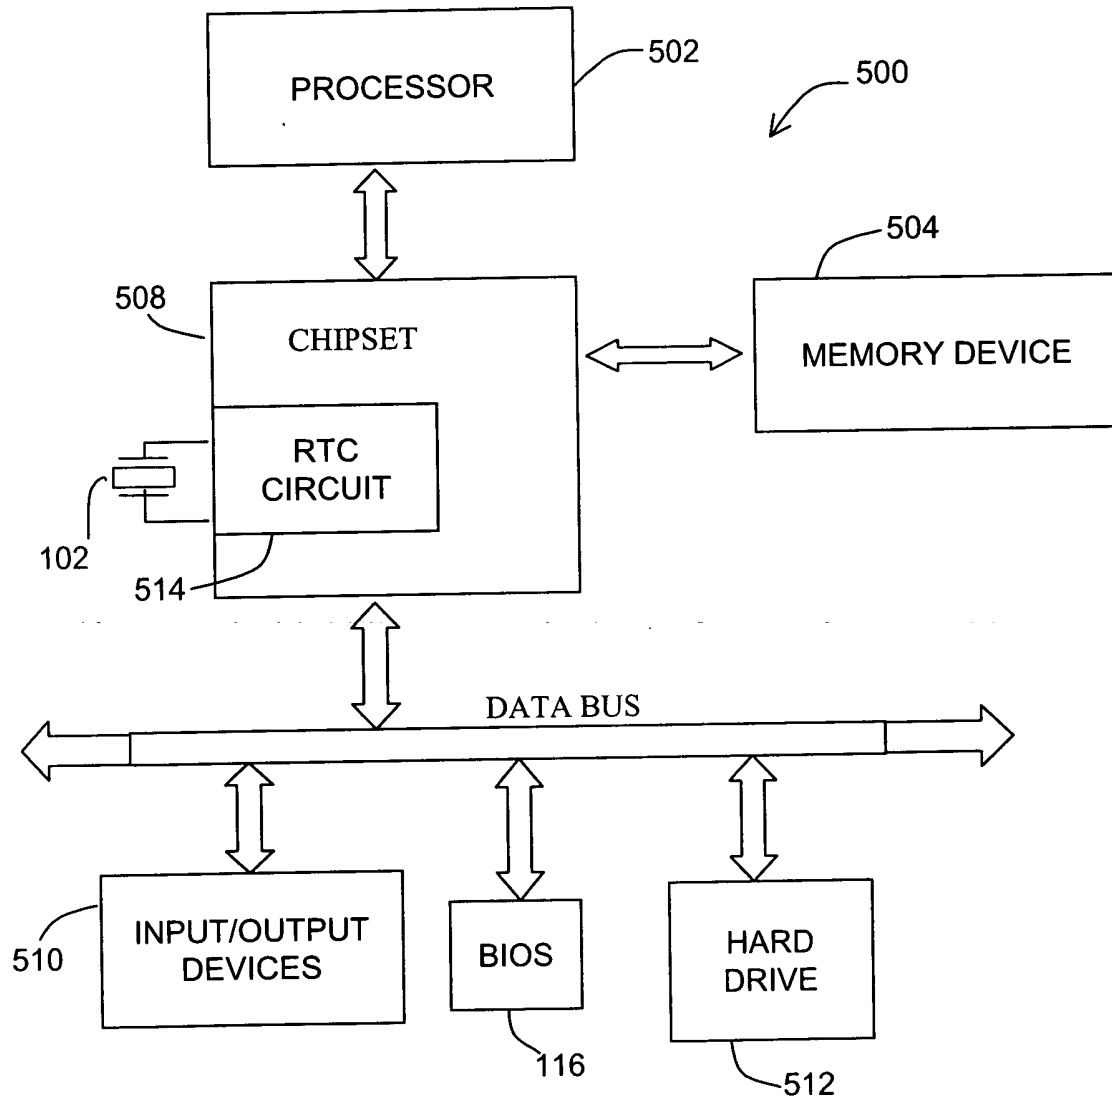 PROCESSOR
502
500
504
508
CHIPSET
MEMORY DEVICE
RTC
CIRCUIT
102
514
DATA BUS
INPUT/OUTPUT
DEVICES
510
BIOS
HARD
DRIVE
116
512